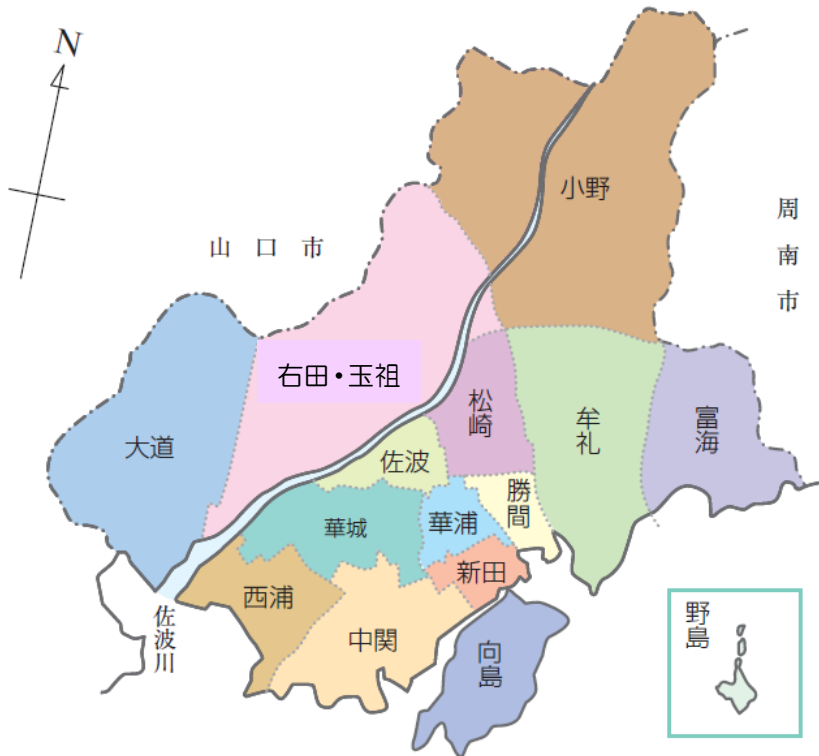 N
小野
周南市
山口市
右田・玉祖
大道
松崎
牟礼
富海
佐波
勝間
華城
華浦
新田
西浦
中関
佐波川
向島
野島